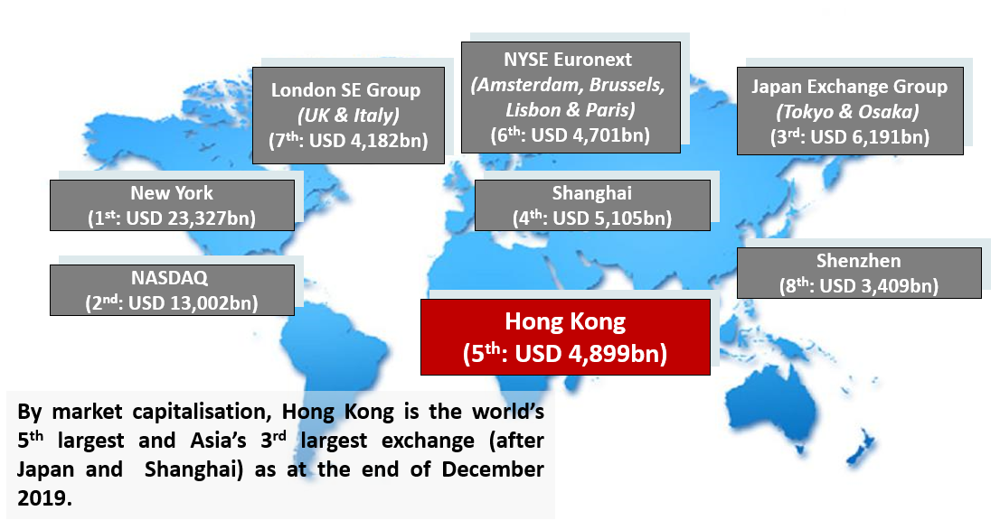 London SE Group
(UK & Italy)
(7th: USD 4,182bn)
NYSE Euronext
(Amsterdam, Brussels,
Lisbon & Paris)
(6th: USD 4,701bn)
Japan Exchange Group
(Tokyo & Osaka)
(3rd: USD 6,191bn)
New York
(1st: USD 23,327bn)
Shanghai
(4th: USD 5,105bn)
NASDAQ
(2nd: USD 13,002bn)
Shenzhen
(8th: USD 3,409bn)
Hong Kong
(5th: USD 4,899bn)
By market capitalisation, Hong Kong is the world’s
5th largest and Asia’s 3rd largest exchange (after
Japan and Shanghai) as at the end of December
2019.